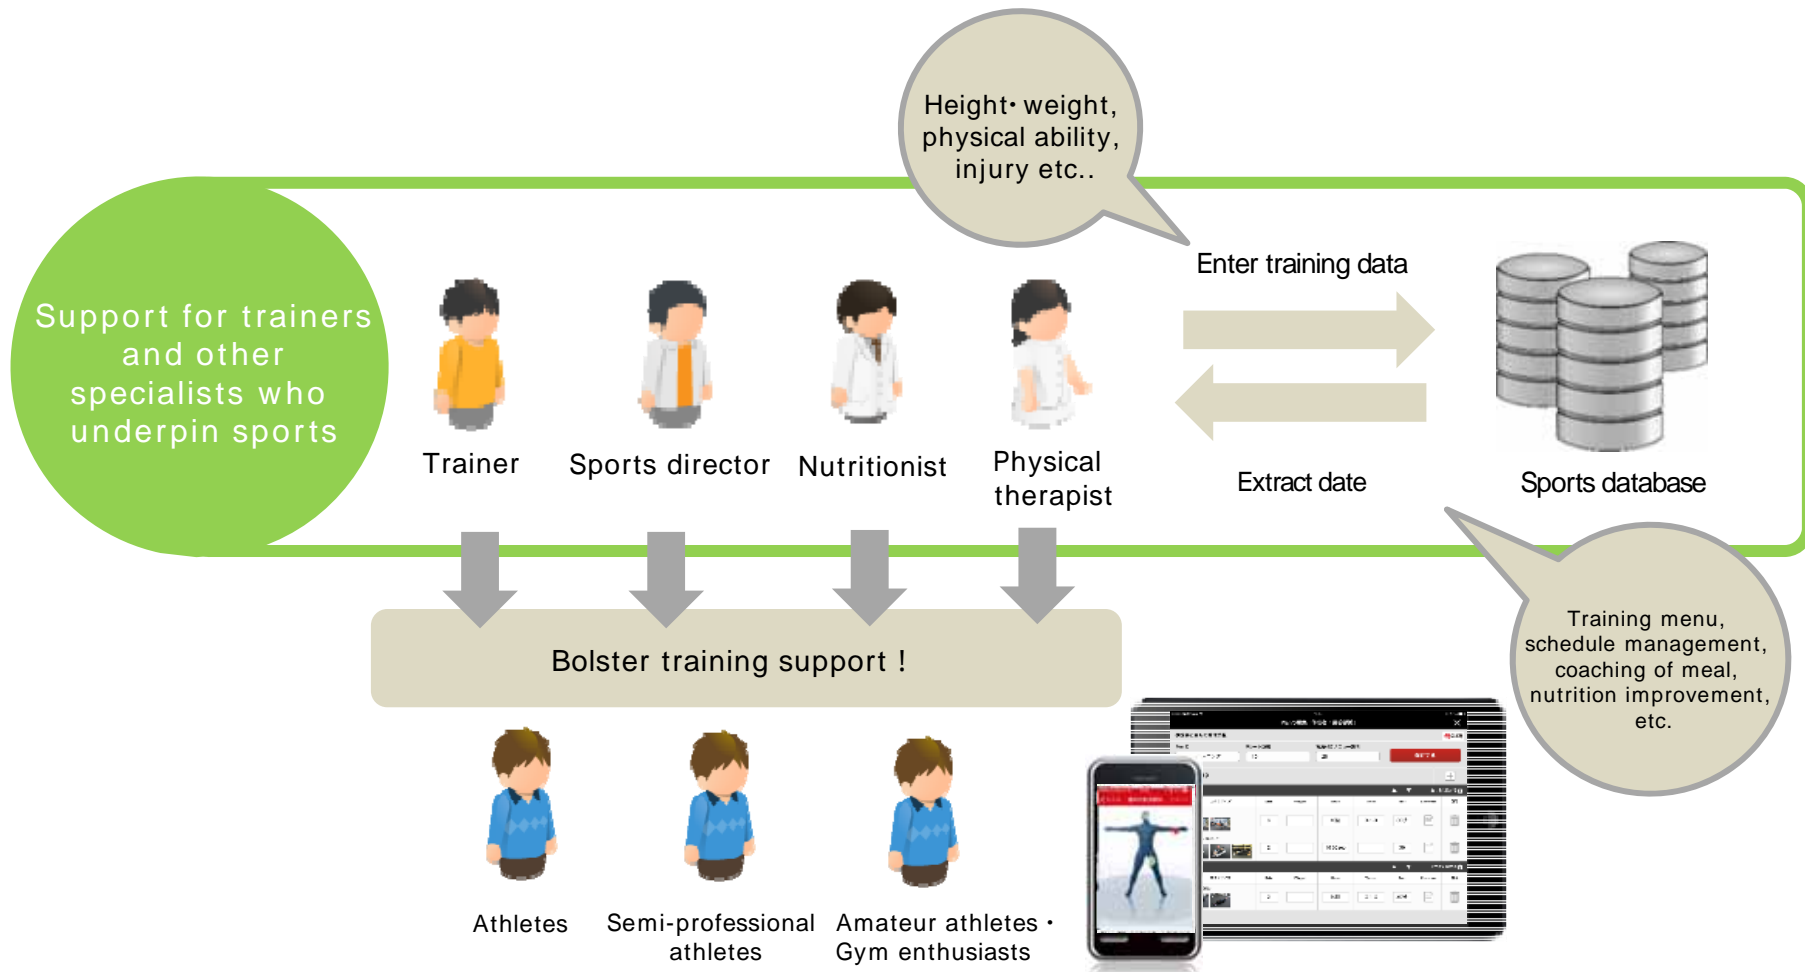 Height・weight,
physical ability,
injury etc..
Support for trainers
and other
specialists who
underpin sports
Enter training data
Trainer
Sports director
Nutritionist
Physical
therapist
Extract date
Sports database
Bolster training support !
Training menu,
schedule management,
coaching of meal,
nutrition improvement,
etc.
Athletes
Semi-professional
athletes
Amateur athletes・
Gym enthusiasts